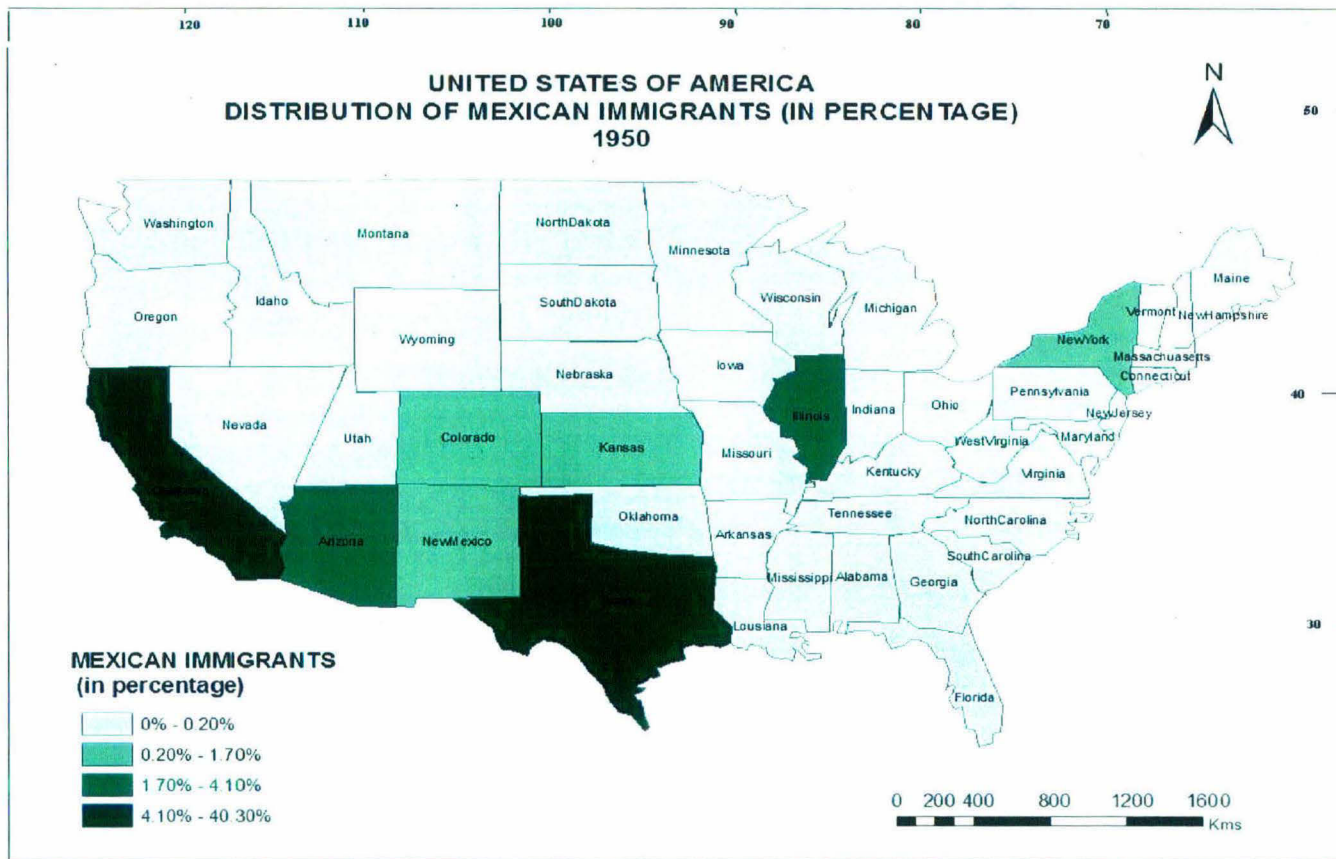 120 110 100 90 80 70
UNITED STATES OF AMERICA
DISTRIBUTION OF MEXICAN IMMIGRANTS (IN PERCENTAGE)
1950
N
50
40
30
Washington
Montana
NorthDakota
Minnesota
Maine
Oregon
Idaho
SouthDakota
Wisconsin
Michigan
Vermont
NewHampshire
Wyoming
NewYork
Massachuasetts
Connecticut
Nebraska
Iowa
Pennsylvania
NewJersey
Nevada
Utah
Colorado
Kansas
Missouri
Illinois
Indiana
Ohio
WestVirginia
Maryland
Virginia
Kentucky
Arizona
NewMexico
Oklahoma
Arkansas
Tennessee
NorthCarolina
SouthCarolina
Mississippi
Alabama
Georgia
Lousiana
Florida
MEXICAN IMMIGRANTS
(in percentage)
0% - 0.20%
0.20% - 1.70%
1.70% - 4.10%
4.10% - 40.30%
0 200 400 800 1200 1600
Kms